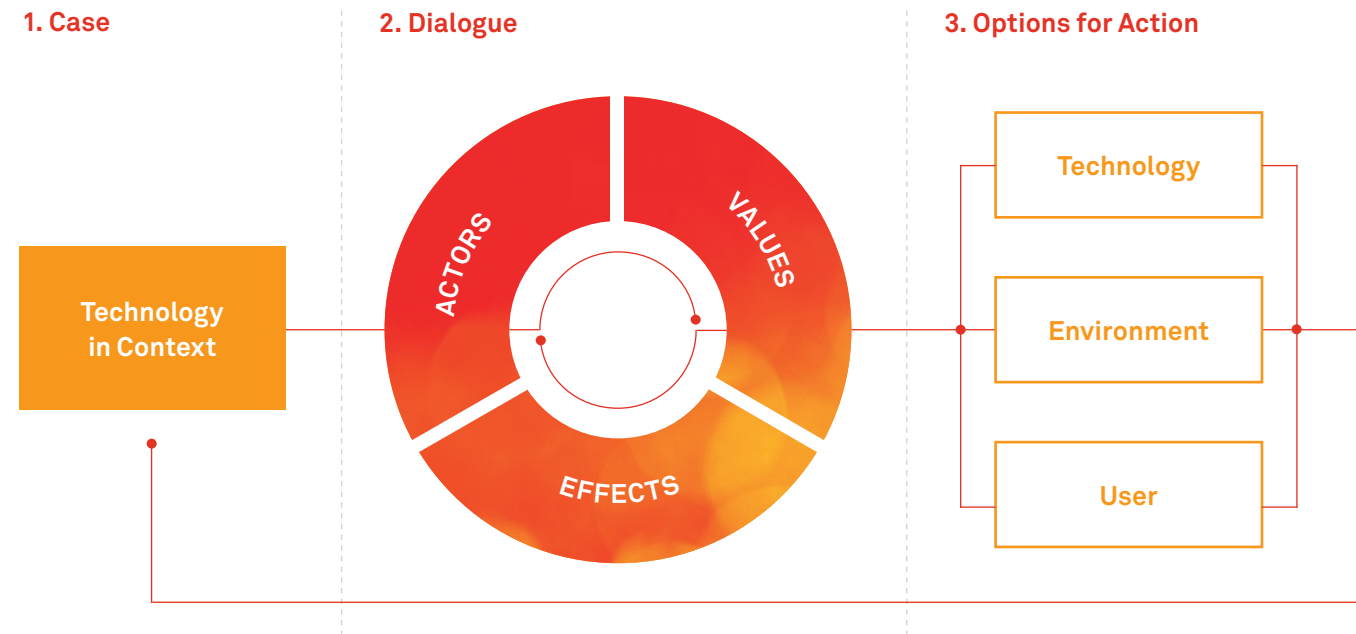 1. Case
2. Dialogue
3. Options for Action
Technology
in Context
ACTORS
VALUES
EFFECTS
Technology
Environment
User